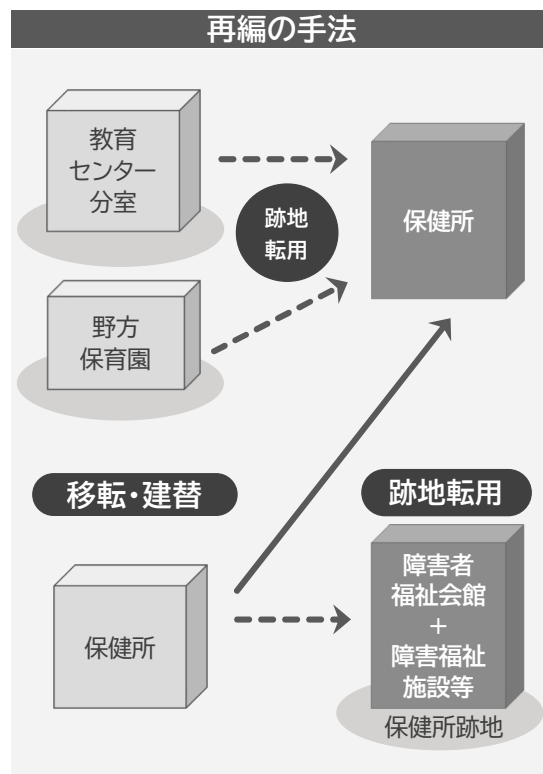 再編の手法
教育
センター
分室
跡地
転用
保健所
野方
保育園
移転・建替
跡地転用
保健所
障害者
福祉会館
+
障害福祉
施設等
保健所跡地